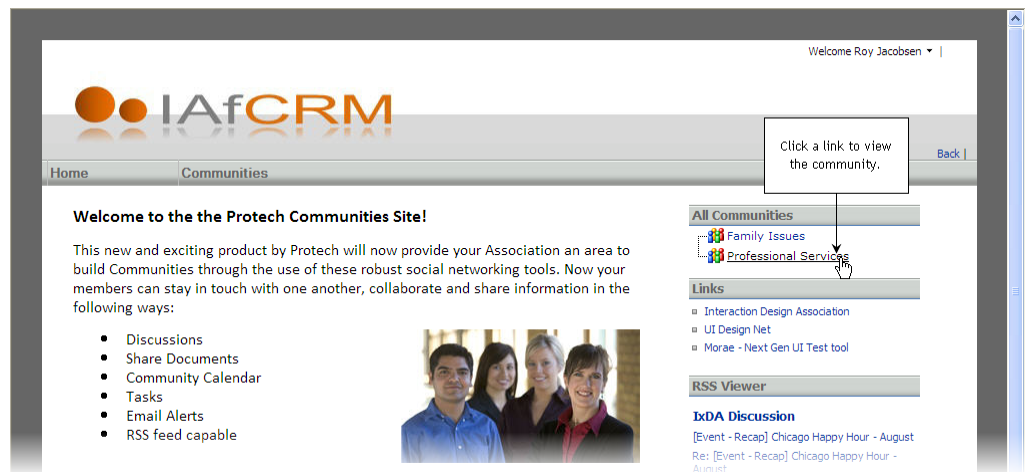 Welcome Roy Jacobsen
|
IAfCRM
Click a link to view
the community.
Back |
Home
Communities
Welcome to the the Protech Communities Site!
This new and exciting product by Protech will now provide your Association an area to
build Communities through the use of these robust social networking tools. Now your
members can stay in touch with one another, collaborate and share information in the
following ways:
• Discussions
• Share Documents
• Community Calendar
• Tasks
• Email Alerts
• RSS feed capable
All Communities
Family Issues
Professional Services
Links
Interaction Design Association
UI Design Net
Morae - Next Gen UI Test tool
RSS Viewer
IxDA Discussion
[Event - Recap] Chicago Happy Hour - August
Re: [Event - Recap] Chicago Happy Hour -
August